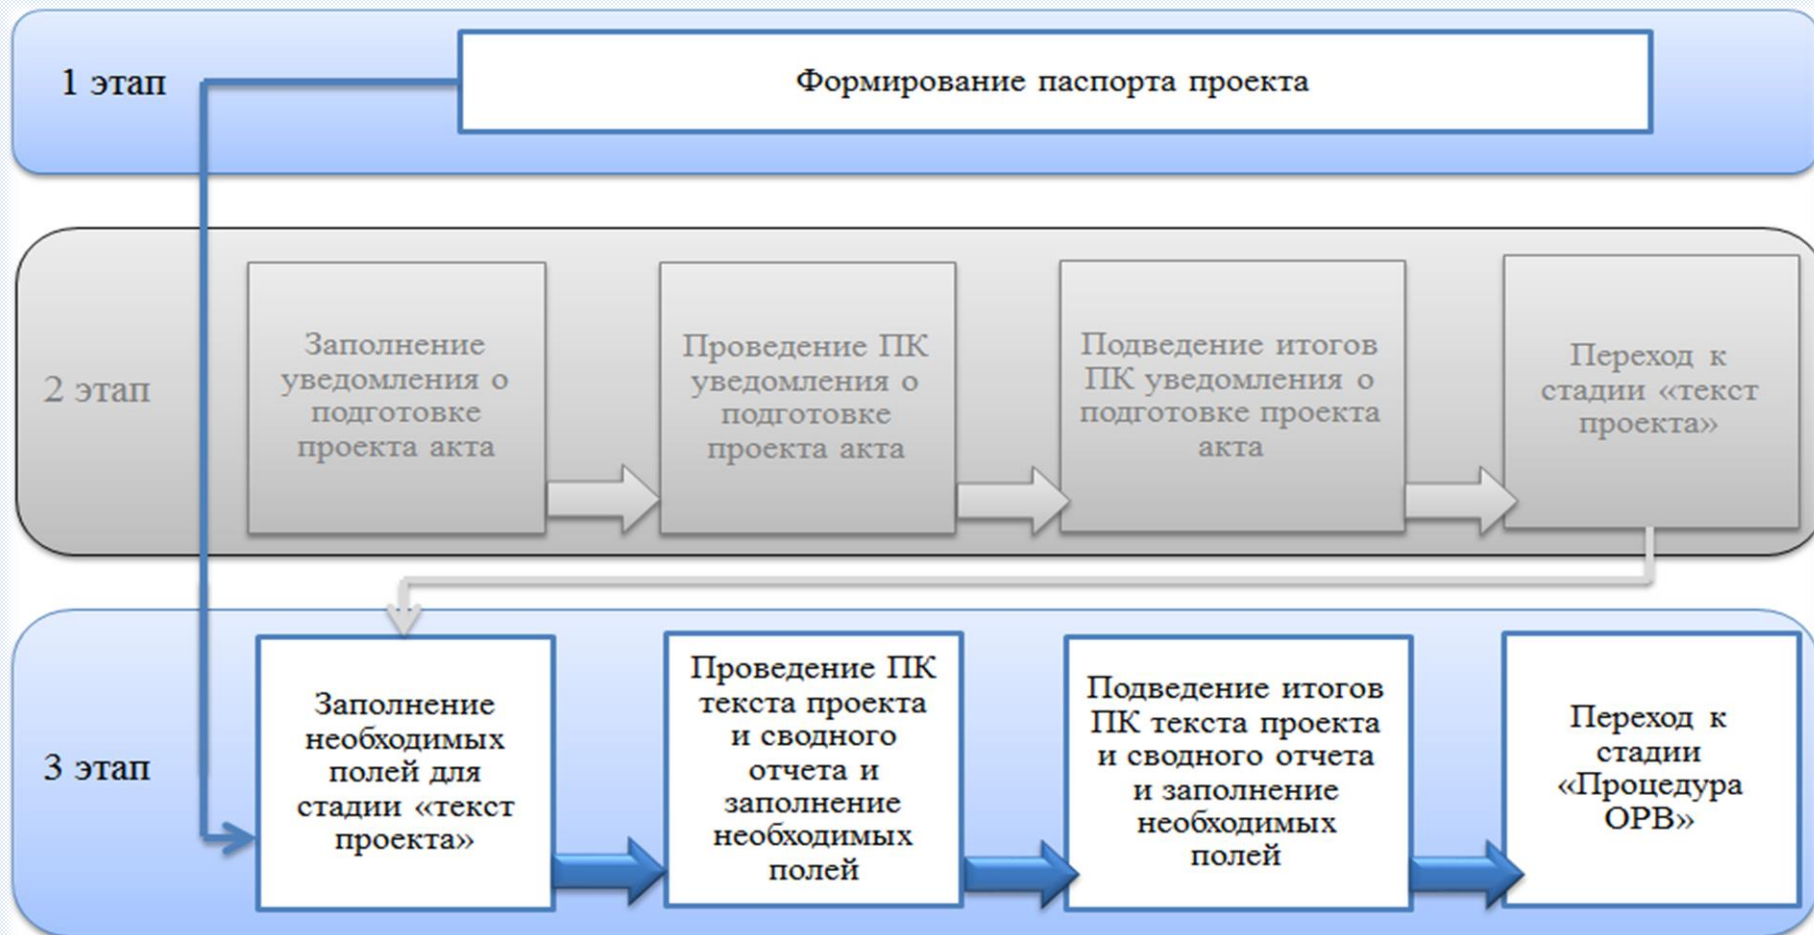 1 этап
Формирование паспорта проекта
2 этап
Заполнение
уведомления о
подготовке
проекта акта
Проведение ПК
уведомления о
подготовке
проекта акта
Подведение итогов
ПК уведомления о
подготовке проекта
акта
Переход к
стадии «текст
проекта»
3 этап
Заполнение
необходимых
полей для
стадии «текст
проекта»
Проведение ПК
текста проекта
и сводного
отчета и
заполнение
необходимых
полей
Подведение итогов
ПК текста проекта
и сводного отчета
и заполнение
необходимых
полей
Переход к
стадии
«Процедура
ОРВ»